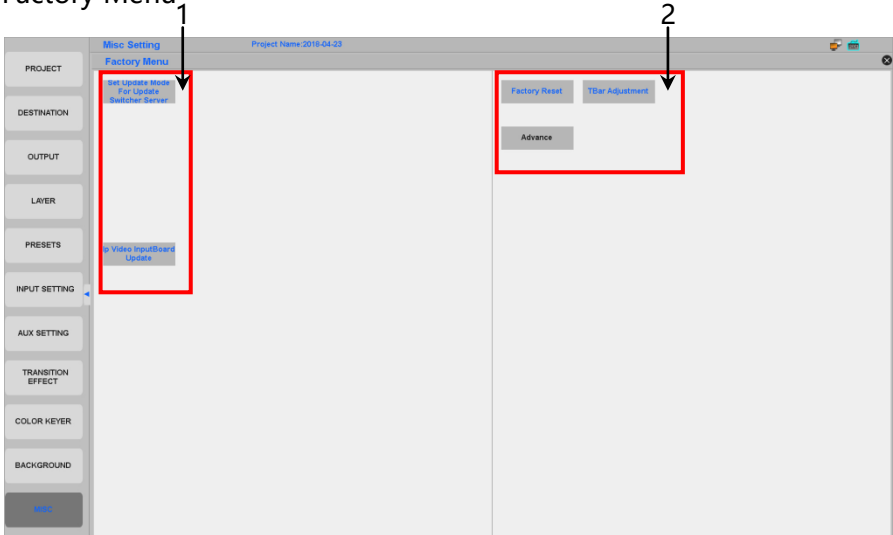 Factory Menu
1
2
Misc Setting
Project Name:2018-04-23
Factory Menu
PROJECT
DESTINATION
OUTPUT
LAYER
PRESETS
INPUT SETTING
AUX SETTING
TRANSITION
EFFECT
COLOR KEYER
BACKGROUND
MISC
Set Update Mode
For Update
Switcher Server
Ip Video InputBoard
Update
Factory Reset
TBar Adjustment
Advance